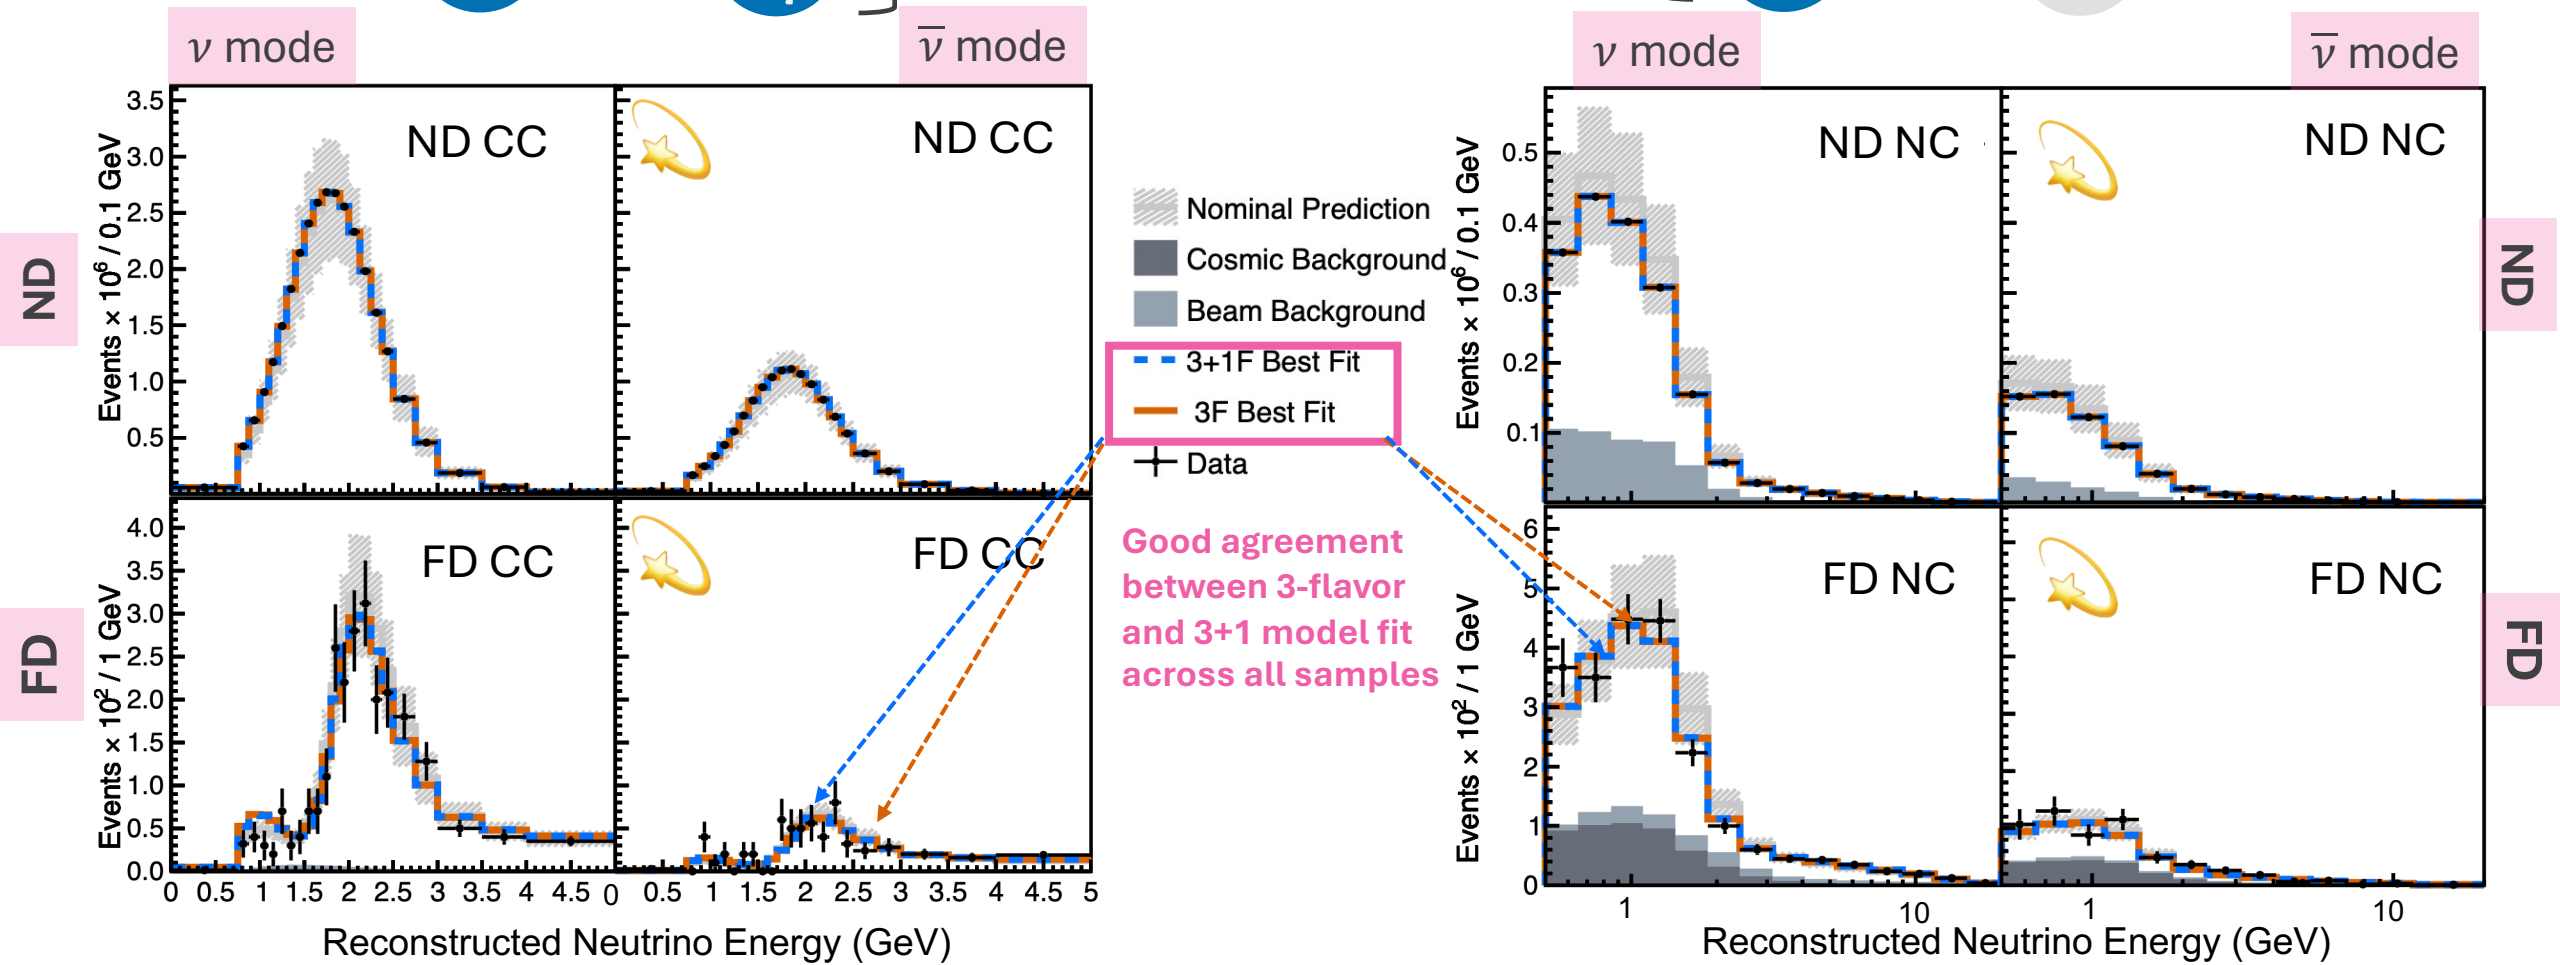 ν mode
ν̅ mode
ν mode
ν̅ mode
ND
FD
ND
FD
Events × 10⁶ / 0.1 GeV
3.5
3.0
2.5
2.0
1.5
1.0
0.5
ND CC
ND CC
Events × 10² / 1 GeV
4.0
3.5
3.0
2.5
2.0
1.5
1.0
0.5
0.0
FD CC
FD CC
0 0.5 1 1.5 2 2.5 3 3.5 4 4.5 0 0.5 1 1.5 2 2.5 3 3.5 4 4.5 5
Reconstructed Neutrino Energy (GeV)
Nominal Prediction
Cosmic Background
Beam Background
3+1F Best Fit
3F Best Fit
Data
Good agreement
between 3-flavor
and 3+1 model fit
across all samples
Events × 10⁶ / 0.1 GeV
0.5
0.4
0.3
0.2
0.1
ND NC
ND NC
Events × 10² / 1 GeV
6
5
4
3
2
1
0
FD NC
FD NC
1 10 1 10
Reconstructed Neutrino Energy (GeV)